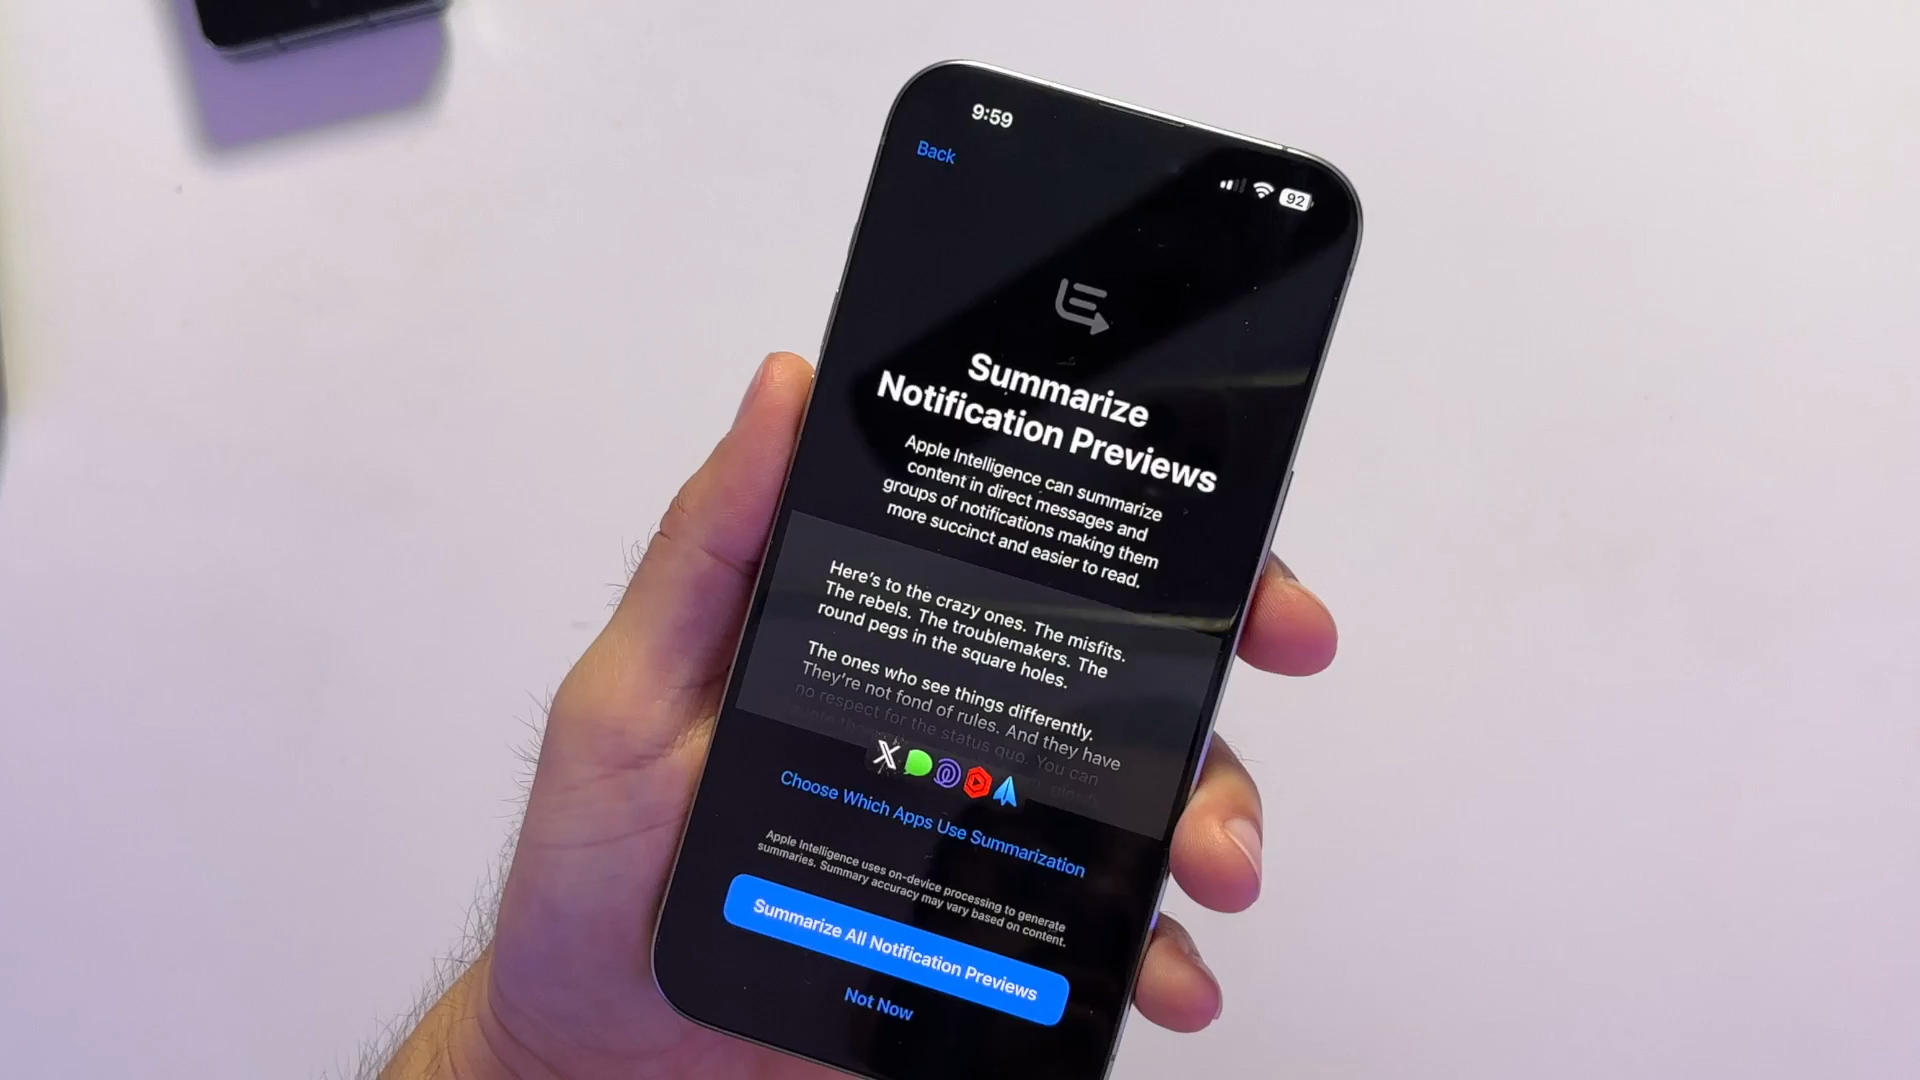 9:59
Back
92
Summarize
Notification Previews
Apple Intelligence can summarize
content in direct messages and
groups of notifications making them
more succinct and easier to read.
Here's to the crazy ones. The misfits.
The rebels. The troublemakers. The
round pegs in the square holes.
The ones who see things differently.
They're not fond of rules. And they have
no respect for the status quo. You can
Choose Which Apps Use Summarization
Apple Intelligence uses on-device processing to generate
summaries. Summary accuracy may vary based on content.
Summarize All Notification Previews
Not Now